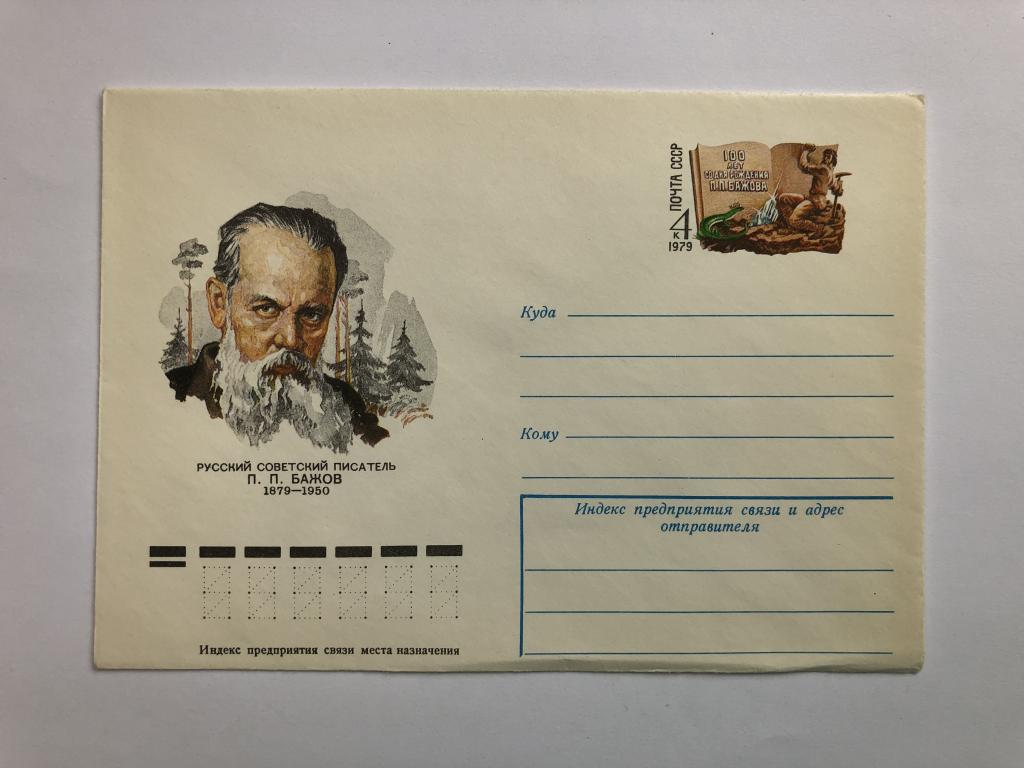 ПОЧТА СССР
4 к
1979
100
ЛЕТ
СО ДНЯ РОЖДЕНИЯ
П.П. БАЖОВА
РУССКИЙ СОВЕТСКИЙ ПИСАТЕЛЬ
П. П. БАЖОВ
1879—1950
Куда
Кому
Индекс предприятия связи и адрес
отправителя
Индекс предприятия связи места назначения